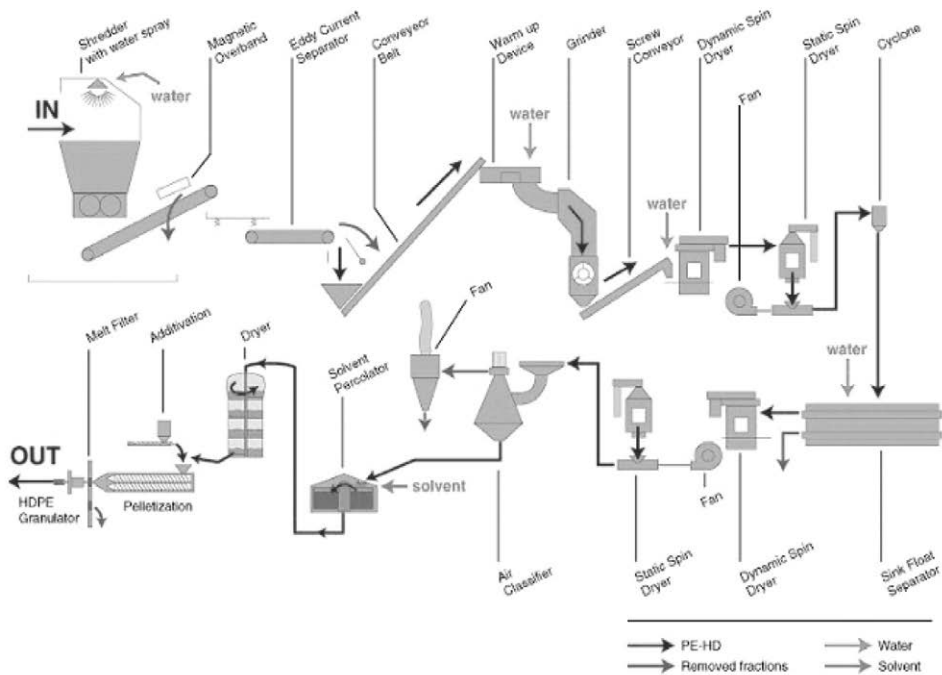 Shredder
with water spray
Magnetic
Overband
Eddy Current
Separator
Conveyor
Belt
Warm up
Device
Grinder
Screw
Conveyor
Dynamic Spin
Dryer
Static Spin
Dryer
Cyclone
Fan
water
IN
water
water
Melt Filter
Additivation
Dryer
Solvent
Percolator
Fan
water
OUT
HDPE
Granulator
Pelletization
solvent
Fan
Air
Classifier
Static Spin
Dryer
Dynamic Spin
Dryer
Sink Float
Separator
PE-HD
Water
Removed fractions
Solvent